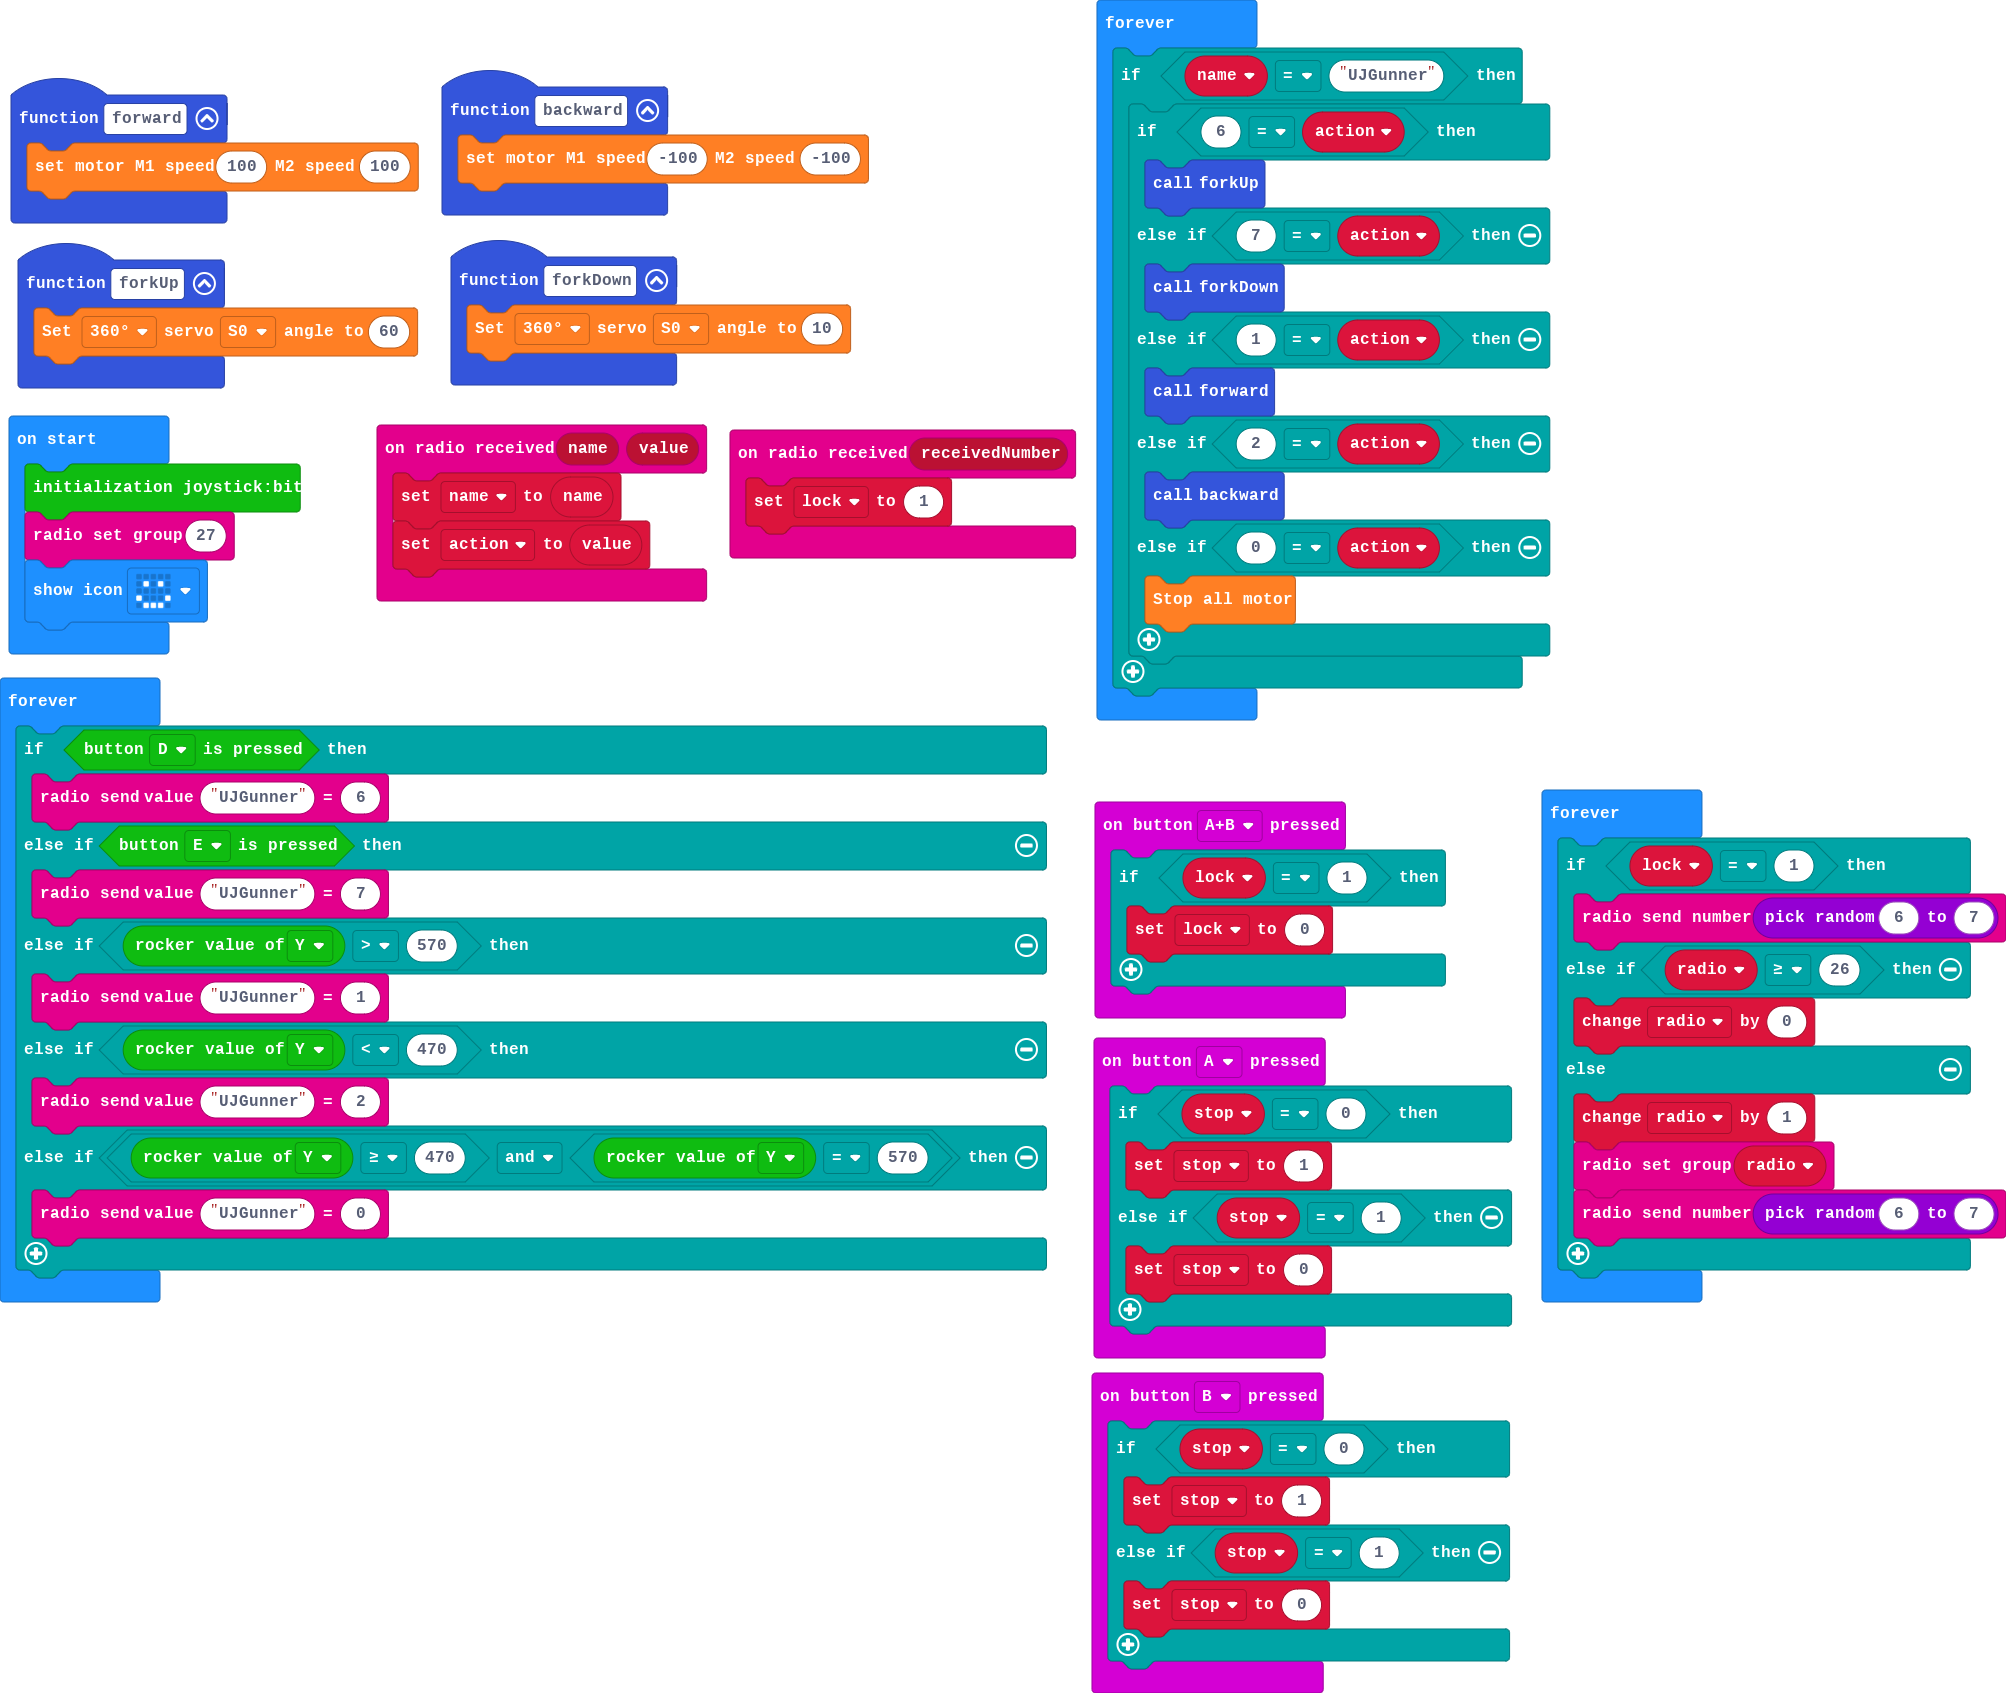 function forward
set motor M1 speed 100 M2 speed 100
function backward
set motor M1 speed -100 M2 speed -100
function forkUp
Set 360° servo S0 angle to 60
function forkDown
Set 360° servo S0 angle to 10
on start
initialization joystick:bit
radio set group 27
show icon
on radio received name value
set name to name
set action to value
on radio received receivedNumber
set lock to 1
forever
if name = "UJGunner" then
if 6 = action then
call forkUp
else if 7 = action then
call forkDown
else if 1 = action then
call forward
else if 2 = action then
call backward
else if 0 = action then
Stop all motor
forever
if button D is pressed then
radio send value "UJGunner" = 6
else if button E is pressed then
radio send value "UJGunner" = 7
else if rocker value of Y > 570 then
radio send value "UJGunner" = 1
else if rocker value of Y < 470 then
radio send value "UJGunner" = 2
else if rocker value of Y ≥ 470 and rocker value of Y = 570 then
radio send value "UJGunner" = 0
on button A+B pressed
if lock = 1 then
set lock to 0
on button A pressed
if stop = 0 then
set stop to 1
else if stop = 1 then
set stop to 0
on button B pressed
if stop = 0 then
set stop to 1
else if stop = 1 then
set stop to 0
forever
if lock = 1 then
radio send number pick random 6 to 7
else if radio ≥ 26 then
change radio by 0
else
change radio by 1
radio set group radio
radio send number pick random 6 to 7